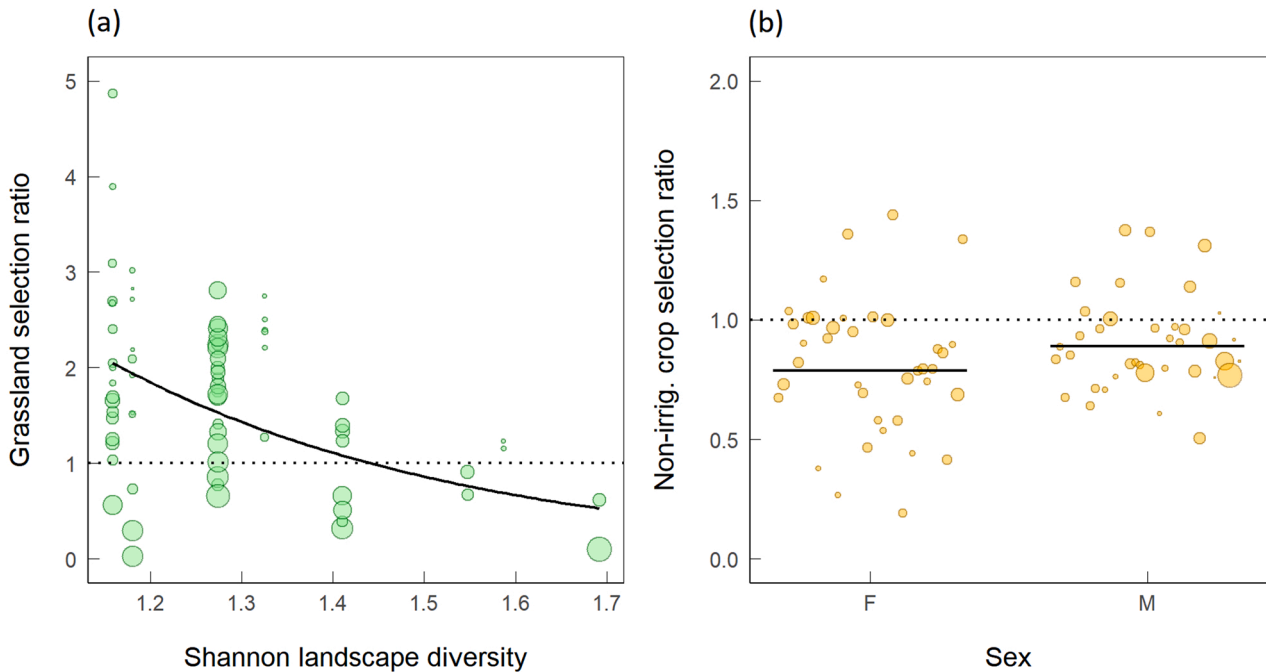 (a)
Grassland selection ratio
5
4
3
2
1
0
1.2 1.3 1.4 1.5 1.6 1.7
Shannon landscape diversity
(b)
Non-irrig. crop selection ratio
2.0
1.5
1.0
0.5
0.0
F M
Sex